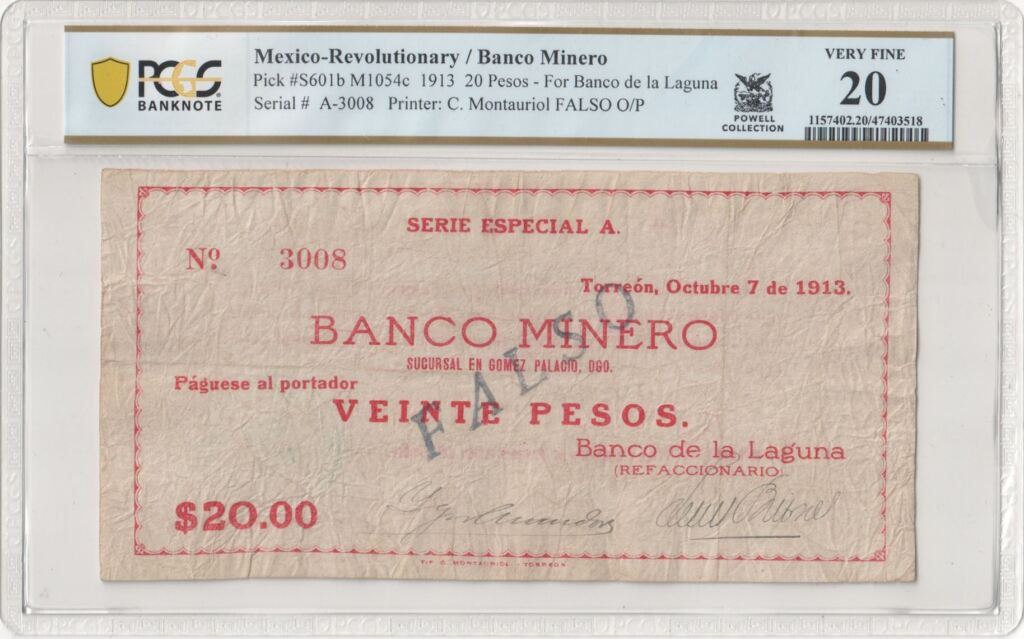 PCGS BANKNOTE
Mexico-Revolutionary / Banco Minero
Pick #S601b M1054c 1913 20 Pesos - For Banco de la Laguna
Serial # A-3008 Printer: C. Montauriol FALSO O/P
POWELL
COLLECTION
VERY FINE
20
1157402.20/47403518
SERIE ESPECIAL A.
Nº 3008
Torreón, Octubre 7 de 1913.
BANCO MINERO
SUCURSAL EN GOMEZ PALACIO, DGO.
Páguese al portador
VEINTE PESOS.
FALSO
Banco de la Laguna
(REFACCIONARIO)
$20.00
TIP. C. MONTAURIOL - TORREON